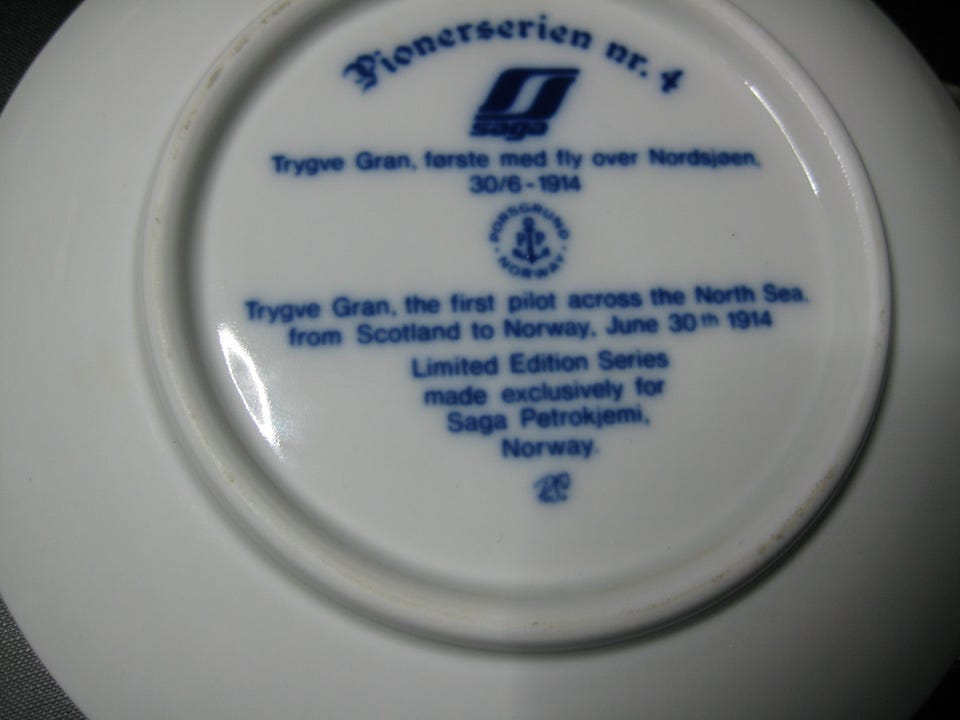 Pionerserien nr. 4
saga
Trygve Gran, første med fly over Nordsjøen,
30/6 - 1914
PORSGRUND
P P
NORWAY
Trygve Gran, the first pilot across the North Sea,
from Scotland to Norway, June 30th 1914
Limited Edition Series
made exclusively for
Saga Petrokjemi,
Norway.